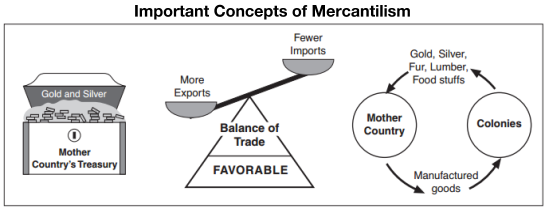 Important Concepts of Mercantilism
Gold and Silver
Mother
Country's Treasury
More
Exports
Fewer
Imports
Balance of
Trade
FAVORABLE
Gold, Silver,
Fur, Lumber,
Food stuffs
Mother
Country
Colonies
Manufactured
goods